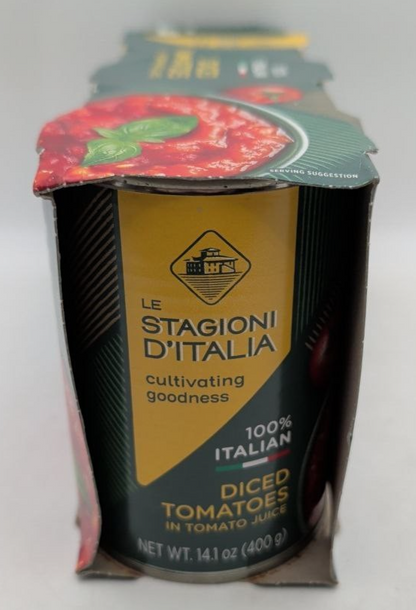 SERVING SUGGESTION
LE
STAGIONI
D'ITALIA
cultivating
goodness
100%
ITALIAN
DICED
TOMATOES
IN TOMATO JUICE
NET WT. 14.1 oz (400 g)